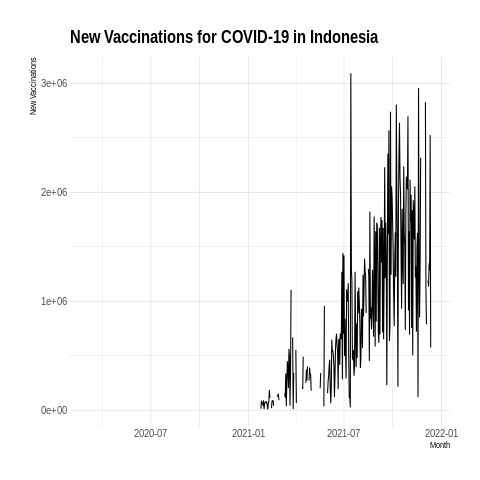 New Vaccinations for COVID-19 in Indonesia
New Vaccinations
3e+06
2e+06
1e+06
0e+00
2020-07
2021-01
2021-07
2022-01
Month